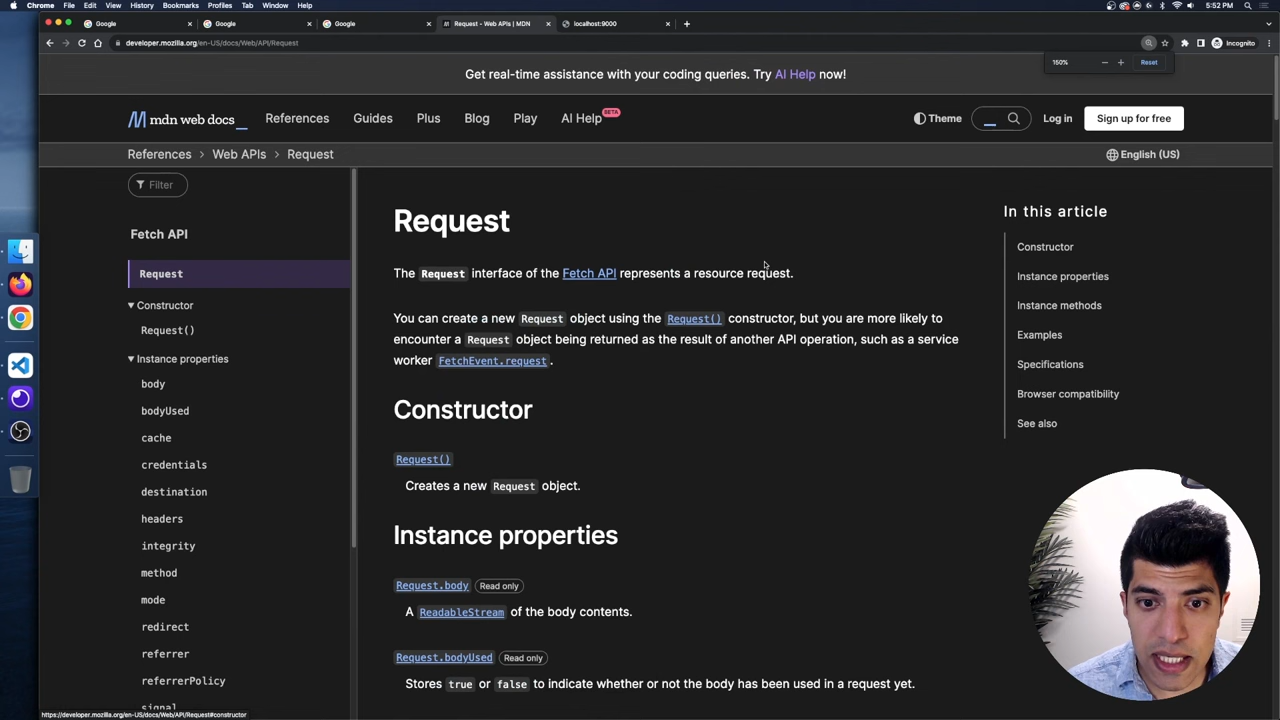 Chrome File Edit View History Bookmarks Profiles Tab Window Help 5:52 PM
Google Google Google Request - Web APIs | MDN localhost:9000
developer.mozilla.org/en-US/docs/Web/API/Request Incognito
150% Reset
Get real-time assistance with your coding queries. Try AI Help now!
mdn web docs_ References Guides Plus Blog Play AI Help BETA Theme Log in Sign up for free
References Web APIs Request English (US)
Filter
Fetch API
Request
Constructor
Request()
Instance properties
body
bodyUsed
cache
credentials
destination
headers
integrity
method
mode
redirect
referrer
referrerPolicy
signal
Request
The Request interface of the Fetch API represents a resource request.
You can create a new Request object using the Request() constructor, but you are more likely to
encounter a Request object being returned as the result of another API operation, such as a service
worker FetchEvent.request.
Constructor
Request()
Creates a new Request object.
Instance properties
Request.body Read only
A ReadableStream of the body contents.
Request.bodyUsed Read only
Stores true or false to indicate whether or not the body has been used in a request yet.
In this article
Constructor
Instance properties
Instance methods
Examples
Specifications
Browser compatibility
See also
https://developer.mozilla.org/en-US/docs/Web/API/Request#constructor